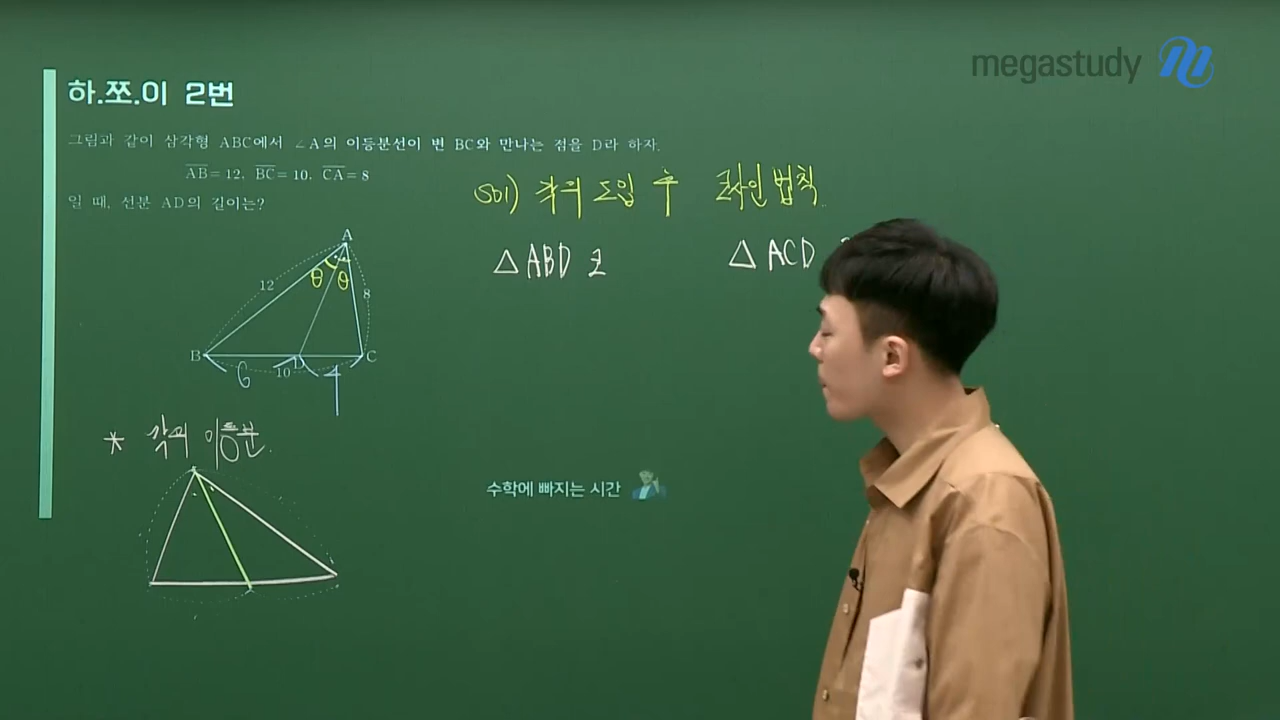 megastudy
하.쪼.이 2번
그림과 같이 삼각형 ABC에서 ∠A의 이등분선이 변 BC와 만나는 점을 D라 하자.
AB = 12, BC = 10, CA = 8
일 때, 선분 AD의 길이는?
sol) 각의 도입 후 코사인 법칙
△ABD 코
△ACD
A
θ θ
12
8
B D C
6 10 4
* 각의 이등분
수학에 빠지는 시간